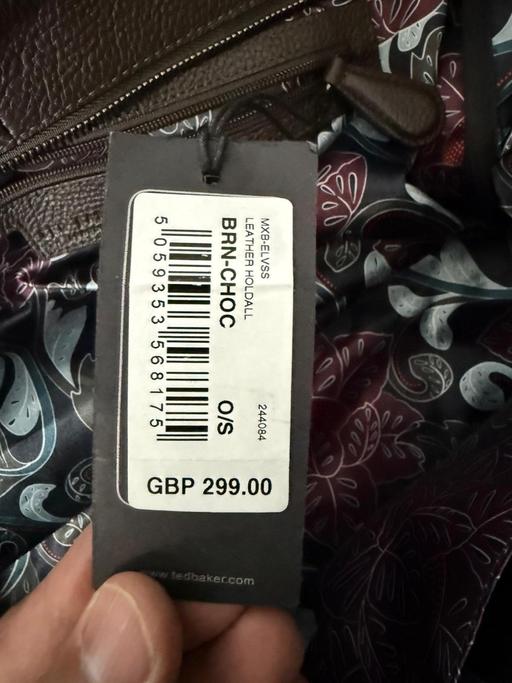 MXB-ELVSS
LEATHER HOLDALL
244084
BRN-CHOC O/S
5 059353 568175
GBP 299.00
www.tedbaker.com